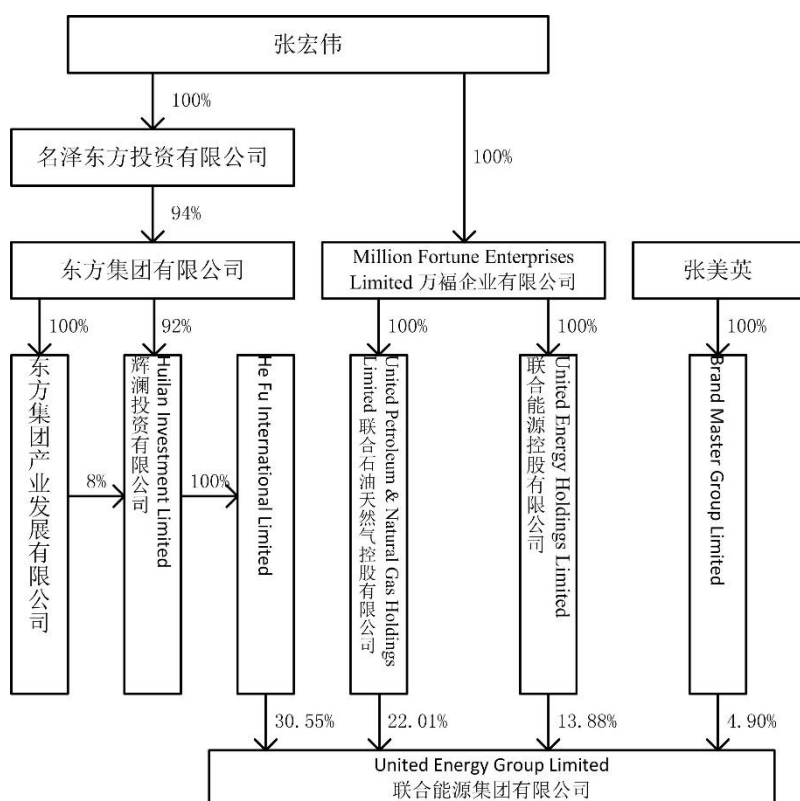 张宏伟
100%
名泽东方投资有限公司
100%
94%
东方集团有限公司
Million Fortune Enterprises
Limited 万福企业有限公司
张美英
100%
92%
100%
100%
100%
东方集团产业发展有限公司
8%
Huilan Investment Limited
辉澜投资有限公司
100%
He Fu International Limited
United Petroleum & Natural Gas Holdings
Limited 联合石油天然气控股有限公司
United Energy Holdings Limited
联合能源控股有限公司
Brand Master Group Limited
30.55%
22.01%
13.88%
4.90%
United Energy Group Limited
联合能源集团有限公司